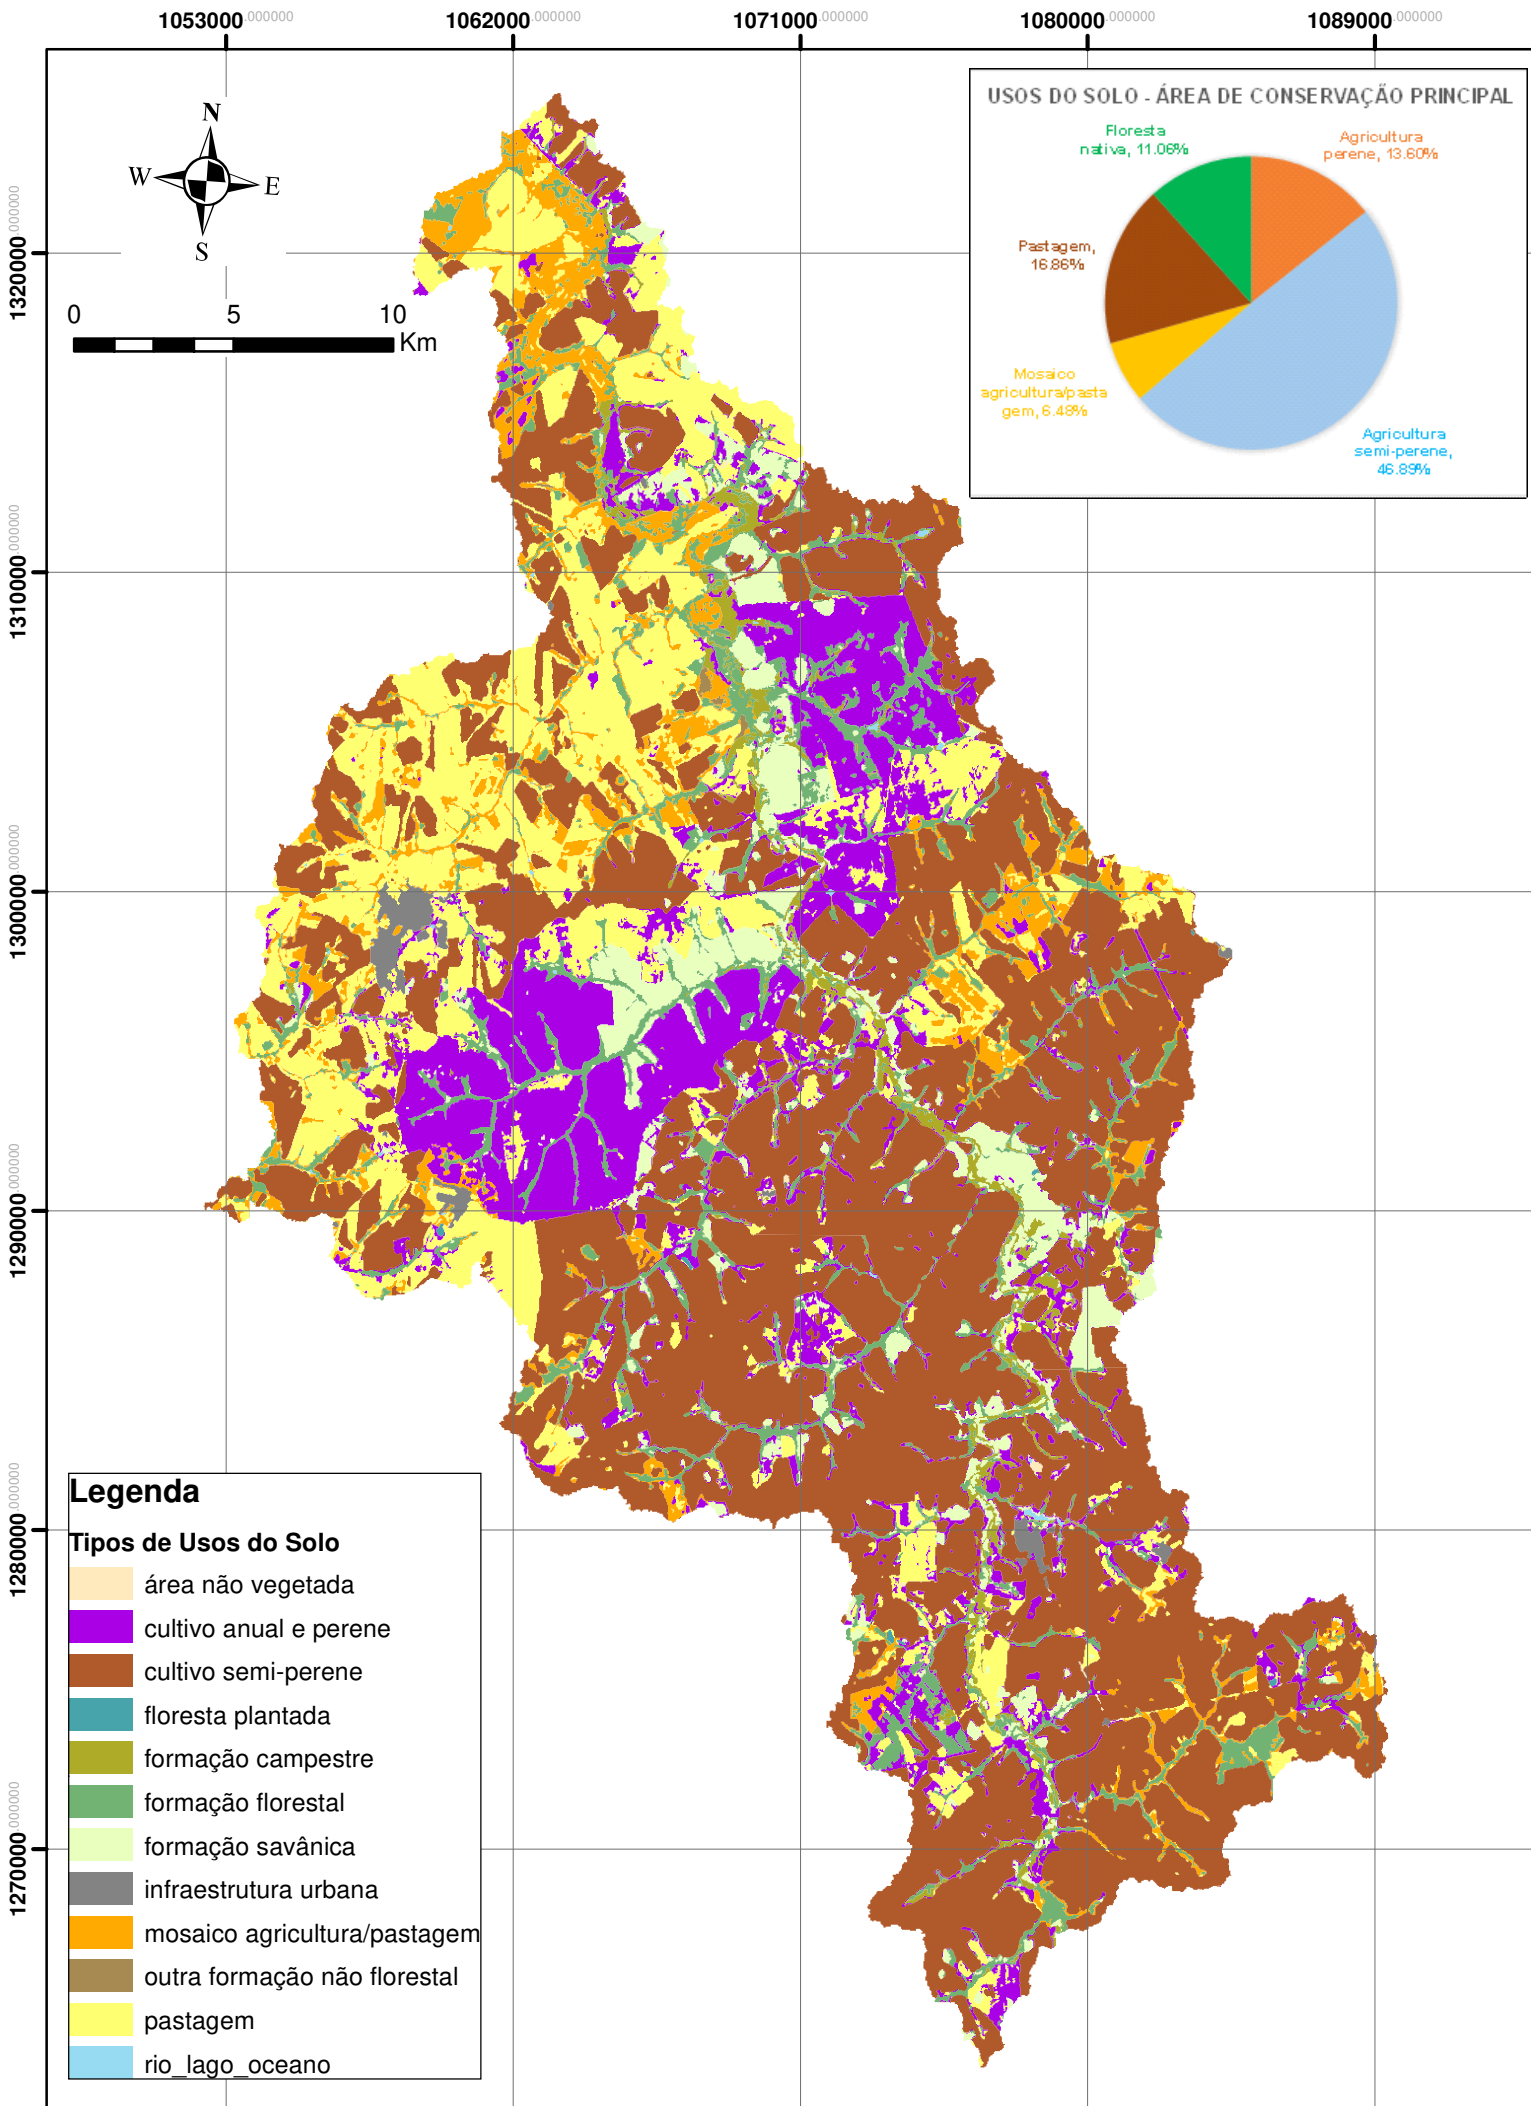 1053000.000000 1062000.000000 1071000.000000 1080000.000000 1089000.000000
USOS DO SOLO - ÁREA DE CONSERVAÇÃO PRINCIPAL
Floresta
nativa, 11.06%
Agricultura
perene, 13.60%
Pastagem,
16.86%
Mosaico
agricultura/pasta
gem, 6.48%
Agricultura
semi-perene,
46.89%
N
W E
S
0 5 10
Km
1320000.000000
1310000.000000
1300000.000000
1290000.000000
1280000.000000
1270000.000000
Legenda
Tipos de Usos do Solo
área não vegetada
cultivo anual e perene
cultivo semi-perene
floresta plantada
formação campestre
formação florestal
formação savânica
infraestrutura urbana
mosaico agricultura/pastagem
outra formação não florestal
pastagem
rio_lago_oceano